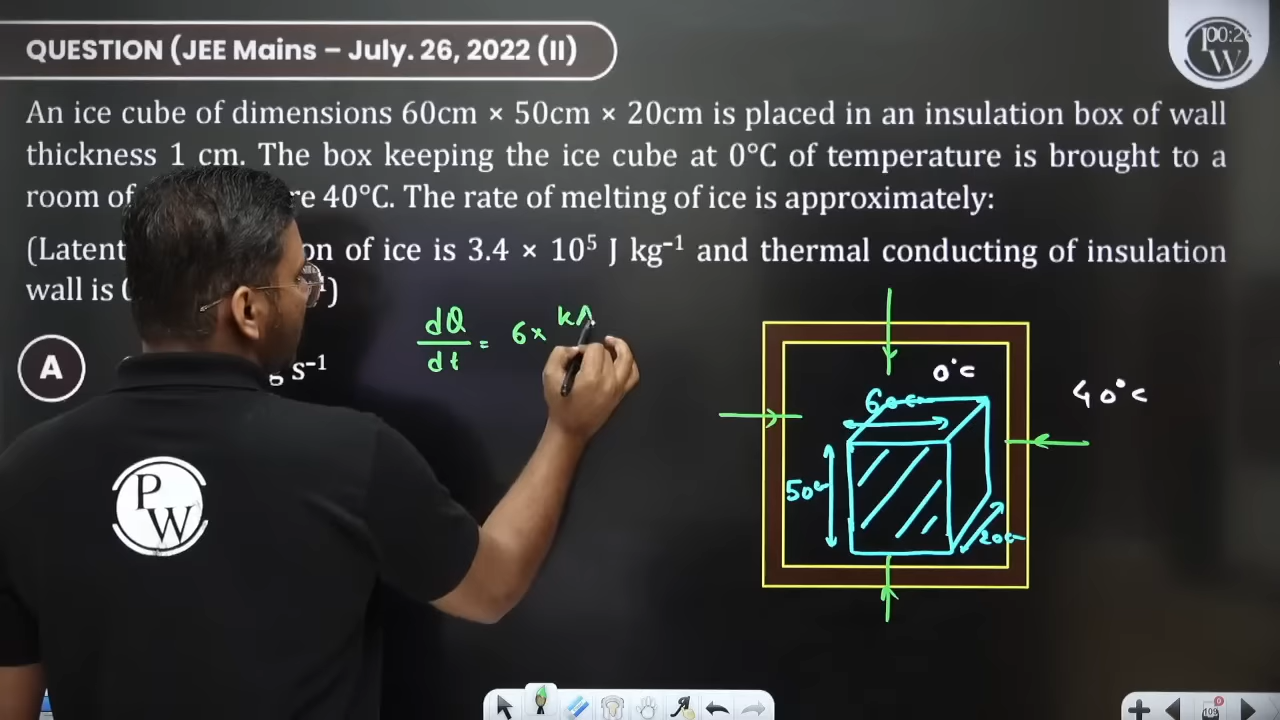 QUESTION (JEE Mains – July. 26, 2022 (II)
An ice cube of dimensions 60cm × 50cm × 20cm is placed in an insulation box of wall
thickness 1 cm. The box keeping the ice cube at 0°C of temperature is brought to a
room of 40°C. The rate of melting of ice is approximately:
(Latent of ice is 3.4 × 10⁵ J kg⁻¹ and thermal conducting of insulation
wall is
A s⁻¹
dQ/dt = 6 × kA
0°C
40°C
50cm
20cm
PW
PW
109